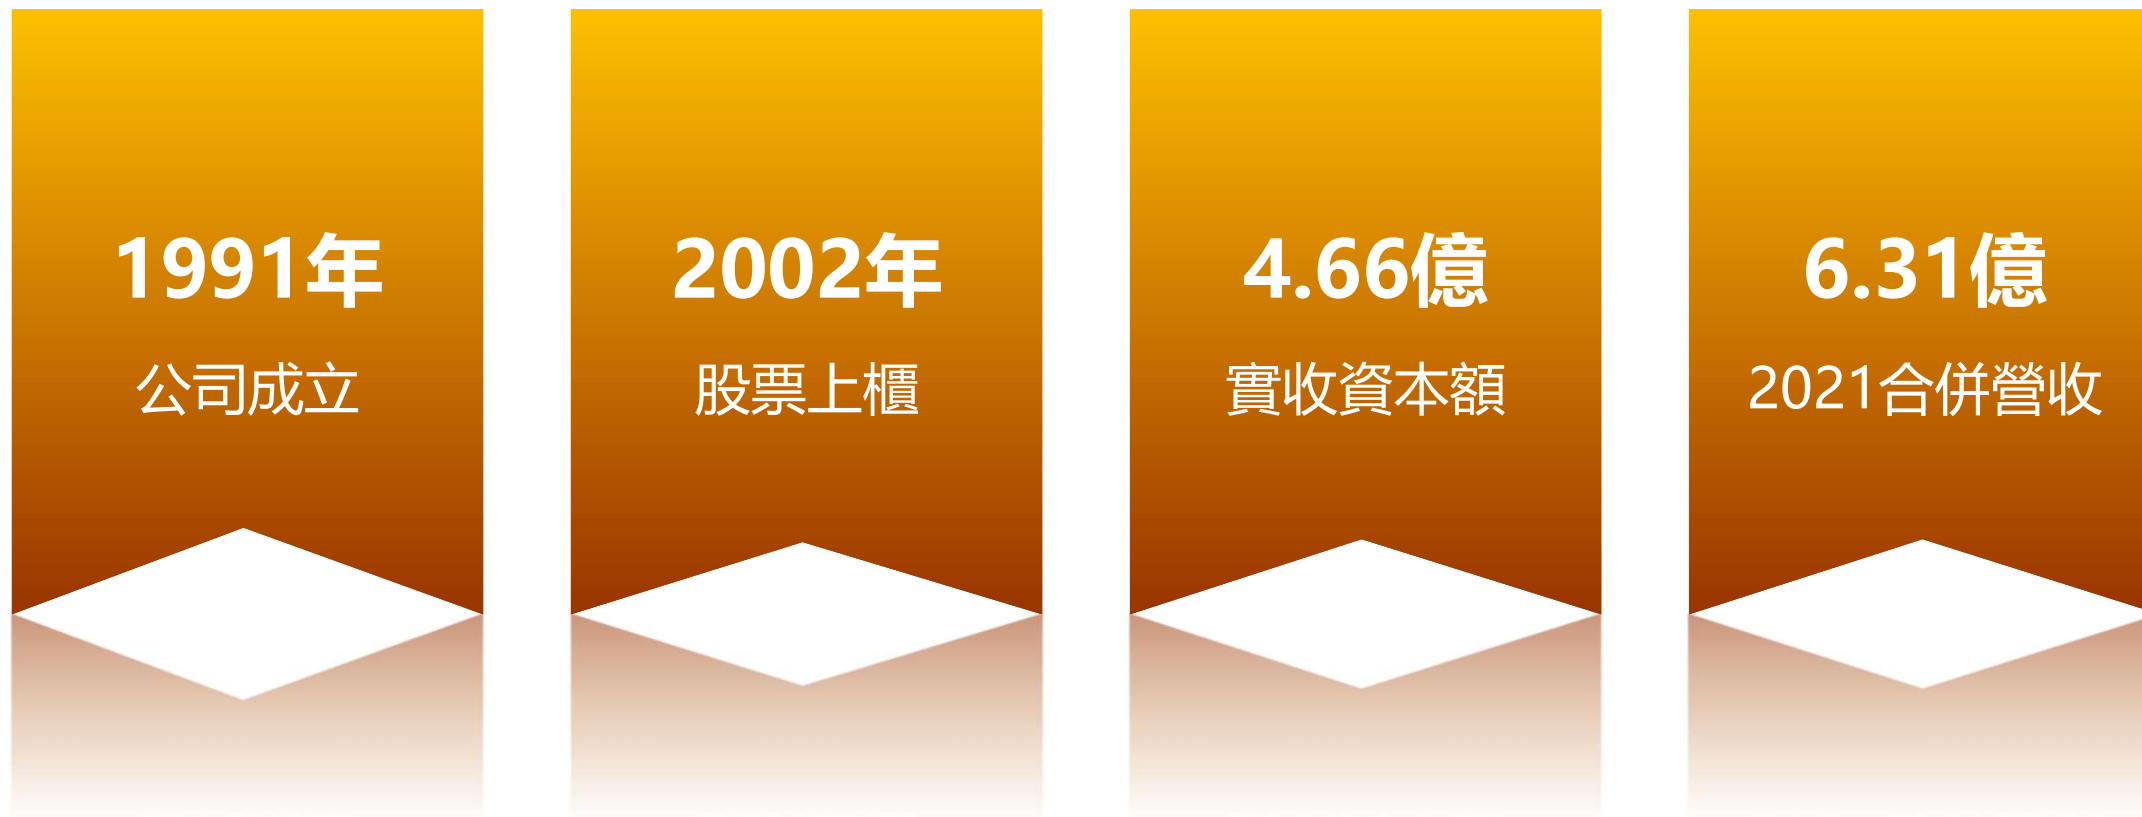 1991年
公司成立
2002年
股票上櫃
4.66億
實收資本額
6.31億
2021合併營收